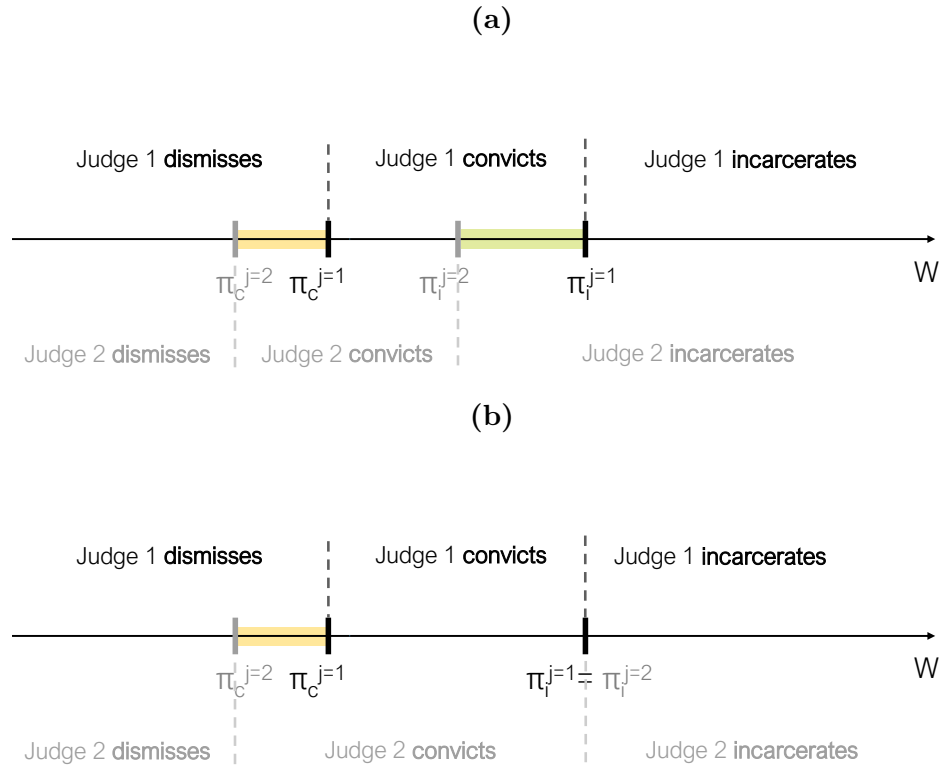 (a)
Judge 1 dismisses Judge 1 convicts Judge 1 incarcerates
π_c^{j=2} π_c^{j=1} π_i^{j=2} π_i^{j=1} W
Judge 2 dismisses Judge 2 convicts Judge 2 incarcerates
(b)
Judge 1 dismisses Judge 1 convicts Judge 1 incarcerates
π_c^{j=2} π_c^{j=1} π_i^{j=1} = π_i^{j=2} W
Judge 2 dismisses Judge 2 convicts Judge 2 incarcerates